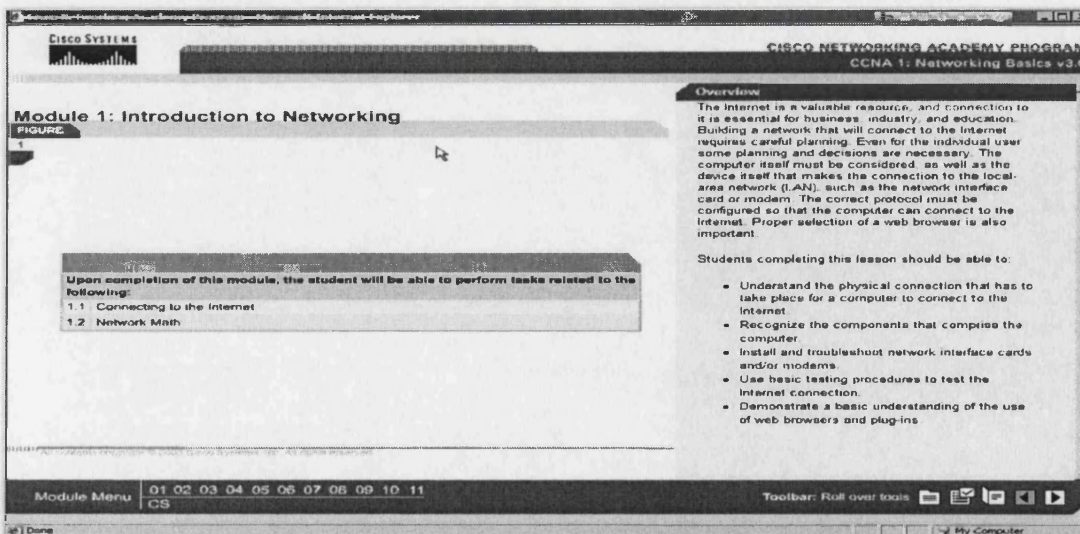 Cisco Networking Academy Program - Microsoft Internet Explorer
CISCO SYSTEMS
CISCO NETWORKING ACADEMY PROGRAM
CCNA 1: Networking Basics v3.
Module 1: Introduction to Networking
FIGURE
1
Upon completion of this module, the student will be able to perform tasks related to the
following:
1.1 Connecting to the Internet
1.2 Network Math
Overview
The Internet is a valuable resource, and connection to
it is essential for business, industry, and education.
Building a network that will connect to the Internet
requires careful planning. Even for the individual user
some planning and decisions are necessary. The
computer itself must be considered, as well as the
device itself that makes the connection to the local-
area network (LAN), such as the network interface
card or modem. The correct protocol must be
configured so that the computer can connect to the
Internet. Proper selection of a web browser is also
important.
Students completing this lesson should be able to:
Understand the physical connection that has to
take place for a computer to connect to the
Internet.
Recognize the components that comprise the
computer.
Install and troubleshoot network interface cards
and/or modems.
Use basic testing procedures to test the
Internet connection.
Demonstrate a basic understanding of the use
of web browsers and plug-ins
Module Menu
01 02 03 04 05 06 07 08 09 10 11
CS
Toolbar: Roll over tools
Done
My Computer